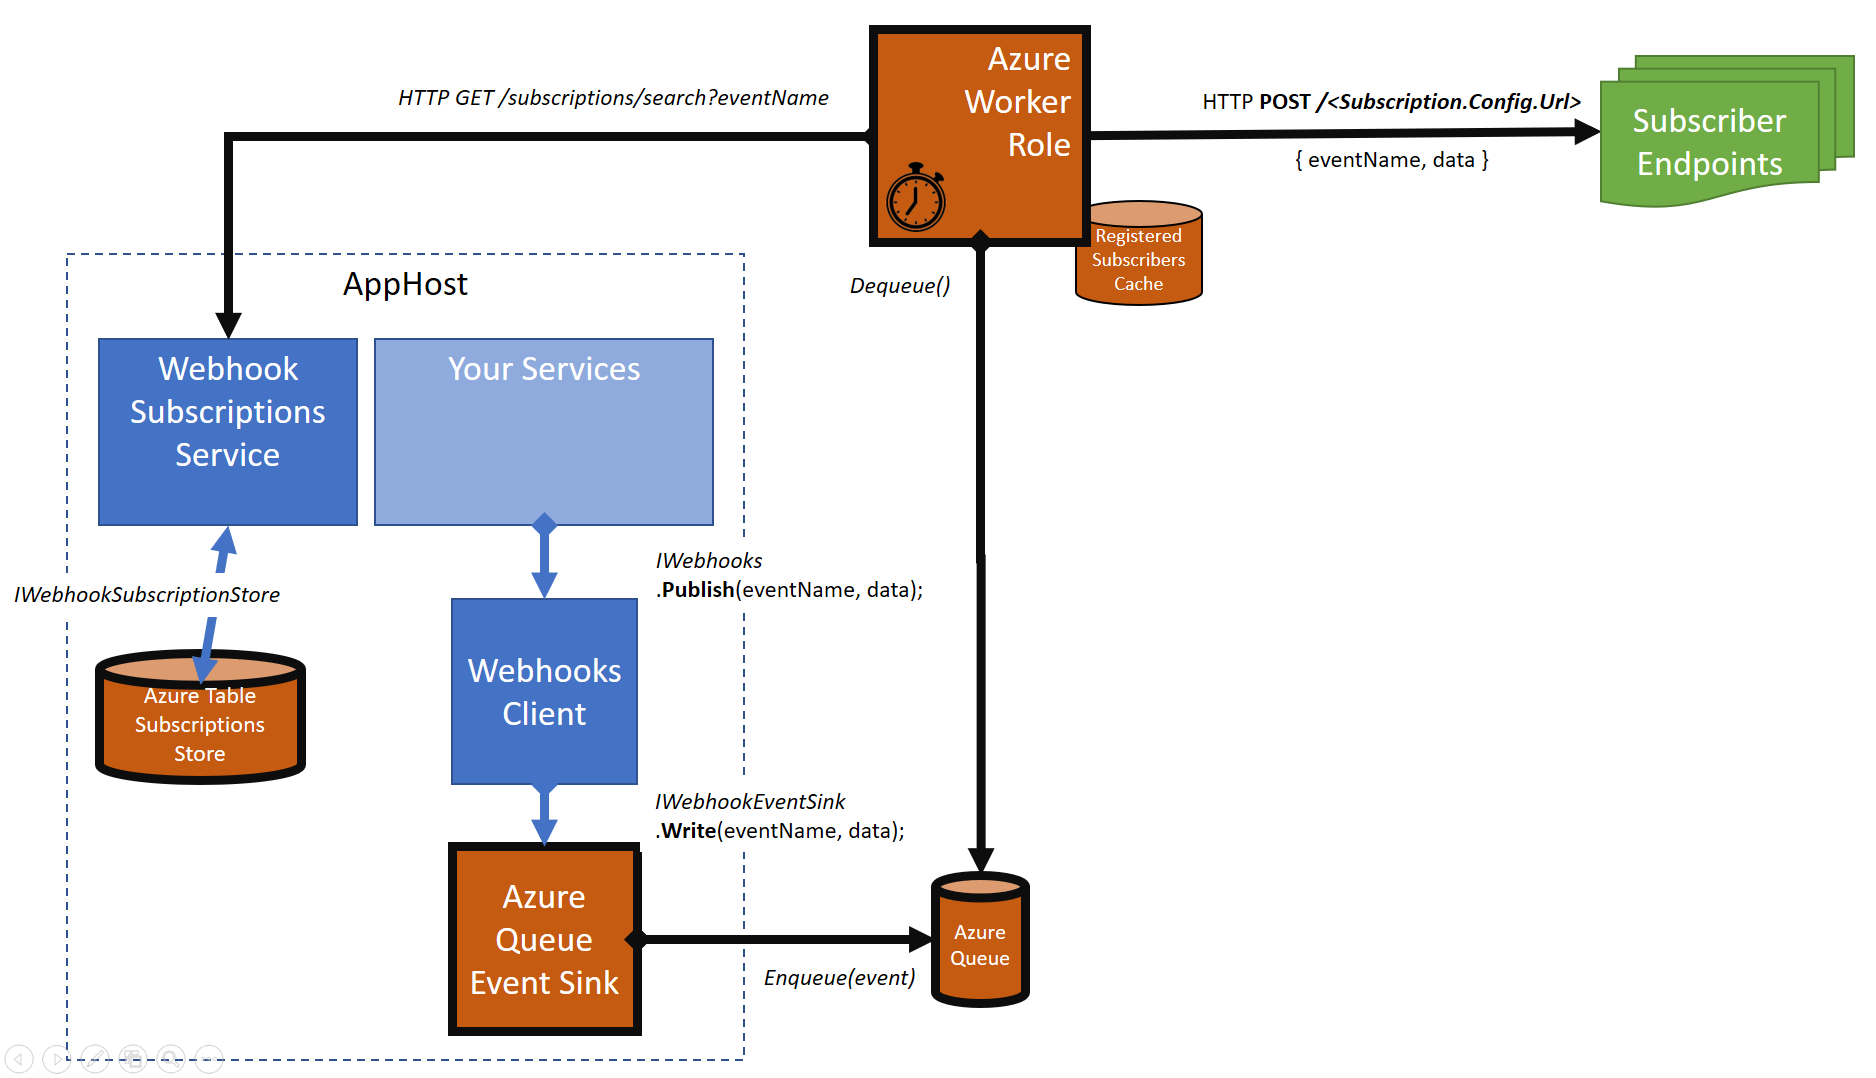 Azure
Worker
Role
HTTP GET /subscriptions/search?eventName
HTTP POST /<Subscription.Config.Url>
{ eventName, data }
Subscriber
Endpoints
Registered
Subscribers
Cache
Dequeue()
AppHost
Webhook
Subscriptions
Service
Your Services
IWebhooks
.Publish(eventName, data);
IWebhookSubscriptionStore
Webhooks
Client
Azure Table
Subscriptions
Store
IWebhookEventSink
.Write(eventName, data);
Azure
Queue
Event Sink
Azure
Queue
Enqueue(event)